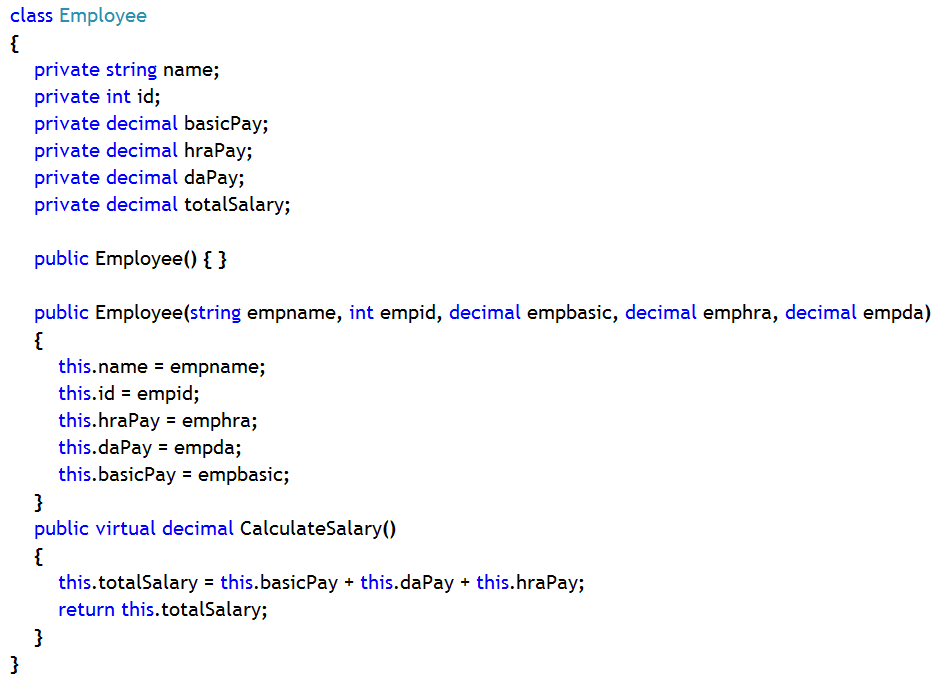 class Employee
{
private string name;
private int id;
private decimal basicPay;
private decimal hraPay;
private decimal daPay;
private decimal totalSalary;
public Employee() { }
public Employee(string empname, int empid, decimal empbasic, decimal emphra, decimal empda)
{
this.name = empname;
this.id = empid;
this.hraPay = emphra;
this.daPay = empda;
this.basicPay = empbasic;
}
public virtual decimal CalculateSalary()
{
this.totalSalary = this.basicPay + this.daPay + this.hraPay;
return this.totalSalary;
}
}